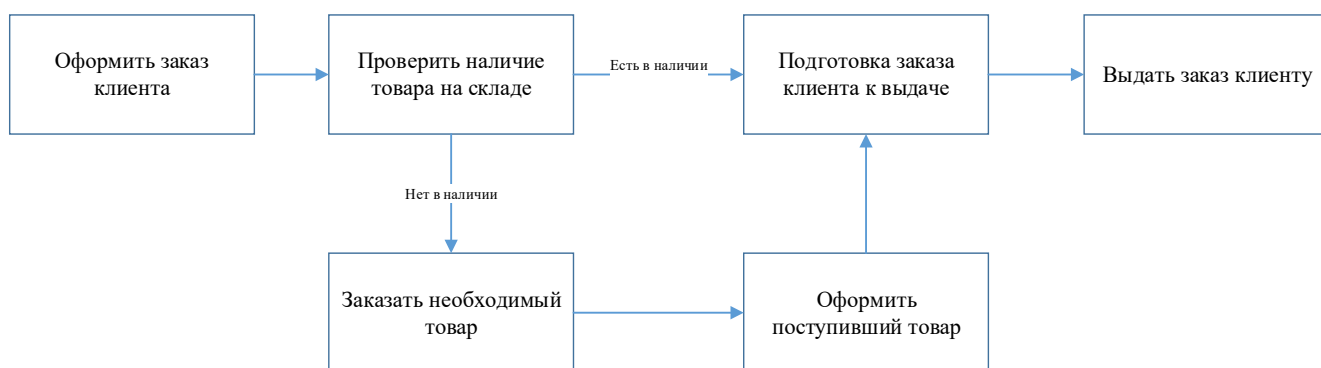 Оформить заказ
клиента
Проверить наличие
товара на складе
Есть в наличии
Подготовка заказа
клиента к выдаче
Выдать заказ клиенту
Нет в наличии
Заказать необходимый
товар
Оформить
поступивший товар